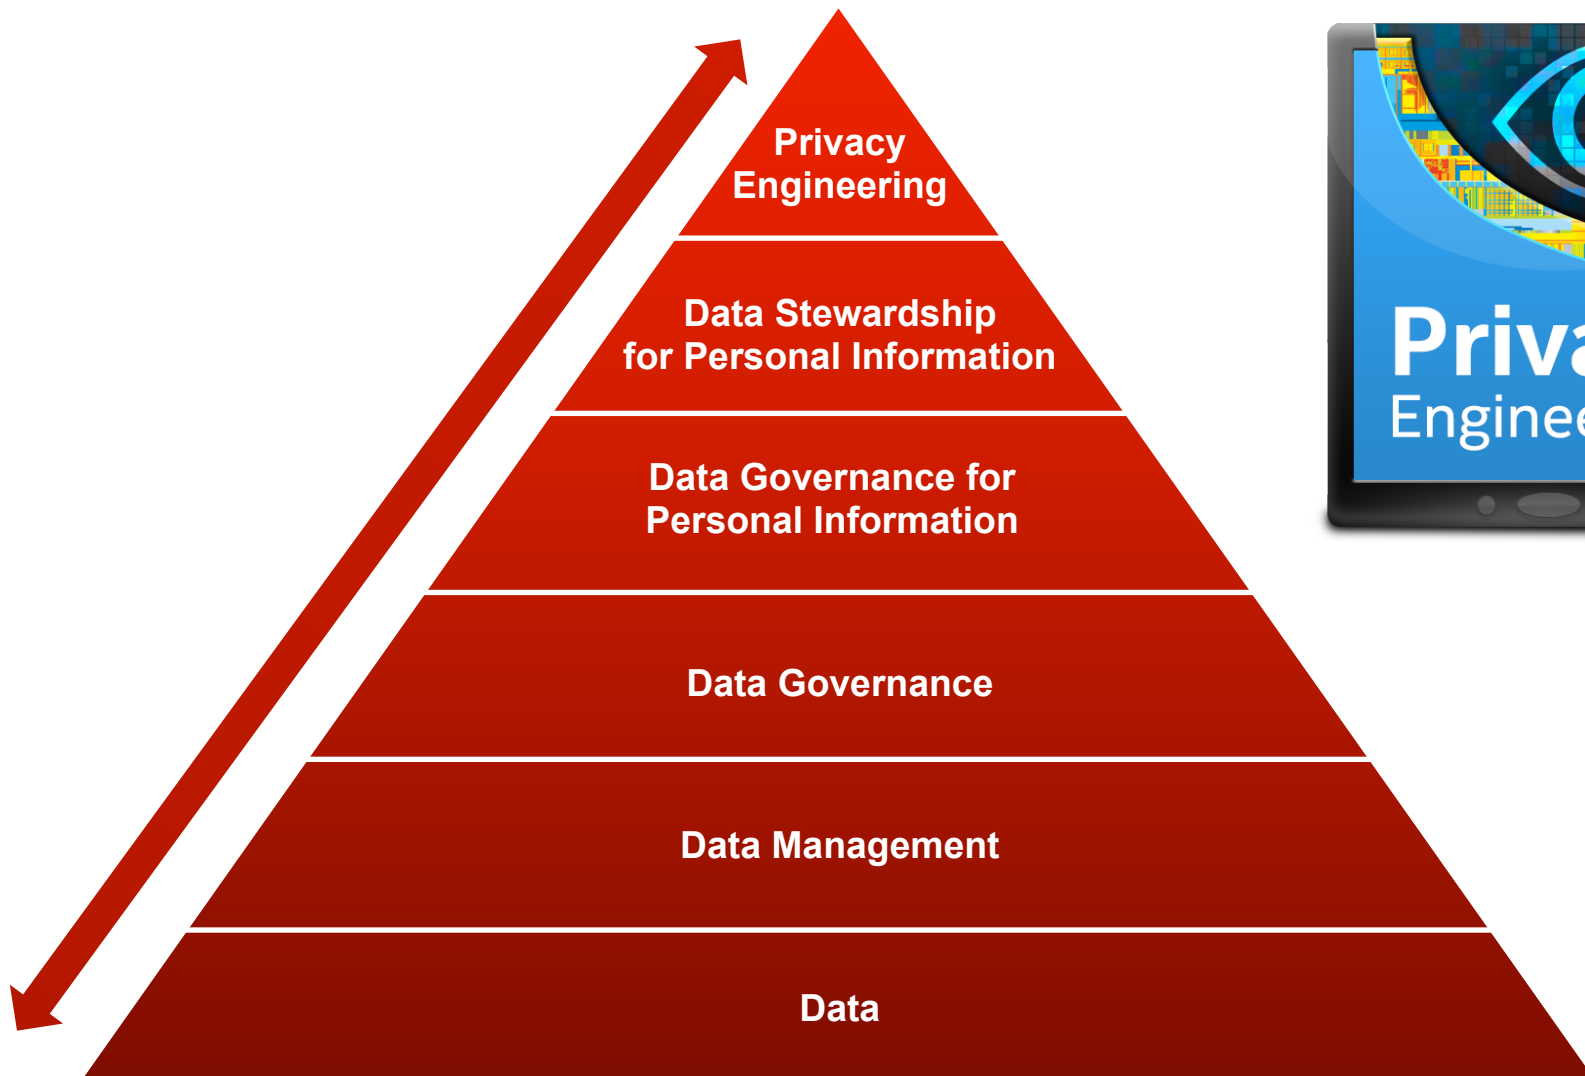 Privacy
Engineering
Data Stewardship
for Personal Information
Data Governance for
Personal Information
Data Governance
Data Management
Data